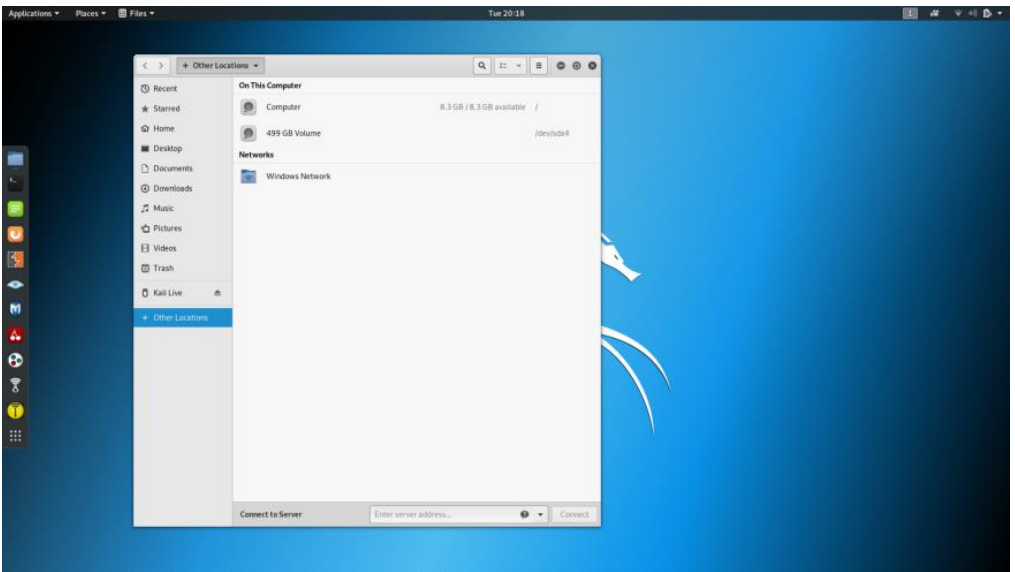 Applications Places Files Tue 20:18 1
+ Other Locations
Recent
Starred
Home
Desktop
Documents
Downloads
Music
Pictures
Videos
Trash
Kali Live
+ Other Locations
On This Computer
Computer 8.3 GB / 8.3 GB available /
499 GB Volume /dev/sda4
Networks
Windows Network
Connect to Server Enter server address... Connect